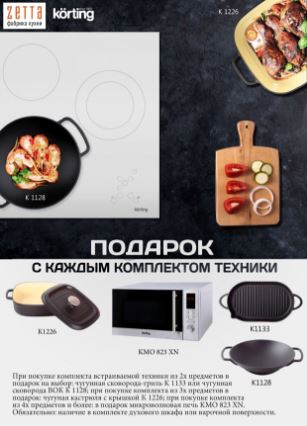 ZETTA
фабрика кухни
körting
K 1226
K 1128
körting
ПОДАРОК
С КАЖДЫМ КОМПЛЕКТОМ ТЕХНИКИ
K1226
KMO 823 XN
K1133
K1128
При покупке комплекта встраиваемой техники из 2х предметов в
подарок на выбор: чугунная сковорода-гриль K 1133 или чугунная
сковорода ВОК K 1128; при покупке комплекта из 3х предметов в
подарок: чугунная кастрюля с крышкой K 1226; при покупке комплекта
из 4х предметов и более: в подарок микроволновая печь KMO 823 XN.
Обязательно: наличие в комплекте духового шкафа или варочной поверхности.